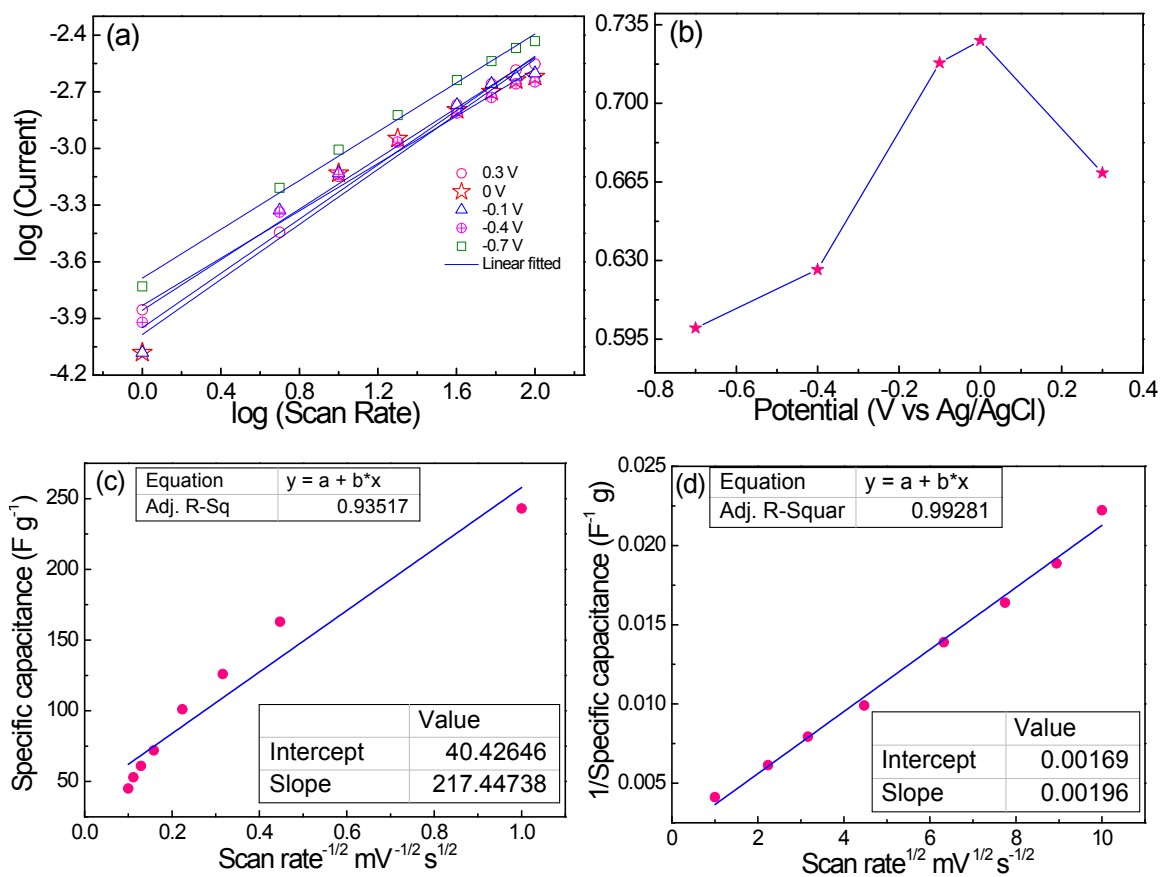 (a)
log (Current)
-2.4
-2.7
-3.0
-3.3
-3.6
-3.9
-4.2
0.3 V
0 V
-0.1 V
-0.4 V
-0.7 V
Linear fitted
0.0 0.4 0.8 1.2 1.6 2.0
log (Scan Rate)
(b)
0.735
0.700
0.665
0.630
0.595
-0.8 -0.6 -0.4 -0.2 0.0 0.2 0.4
Potential (V vs Ag/AgCl)
(c)
Specific capacitance (F g-1)
Equation y = a + b*x
Adj. R-Sq 0.93517
250
200
150
100
50
Value
Intercept 40.42646
Slope 217.44738
0.0 0.2 0.4 0.6 0.8 1.0
Scan rate-1/2 mV-1/2 s1/2
(d)
1/Specific capacitance (F-1 g)
Equation y = a + b*x
Adj. R-Squar 0.99281
0.025
0.020
0.015
0.010
0.005
Value
Intercept 0.00169
Slope 0.00196
0 2 4 6 8 10
Scan rate1/2 mV1/2 s-1/2